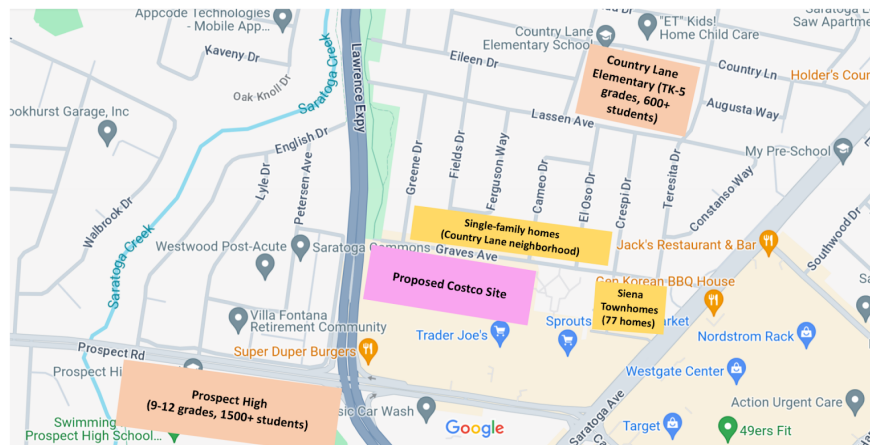 Appcode Technologies
- Mobile App...
Kaveny Dr
Oak Knoll Dr
Saratoga Creek
Lawrence Expy
Country Lane
Elementary School
"ET" Kids!
Home Child Care
Saratoga
Saw Apartme
Eileen Dr
Country Ln
Holder's Coun
Country Lane
Elementary (TK-5
grades, 600+
students)
Augusta Way
ookhurst Garage, Inc
English Dr
Lassen Ave
My Pre-School
Lyle Dr
Petersen Ave
Greene Dr
Fields Dr
Ferguson Way
Cameo Dr
El Oso Dr
Crespi Dr
Teresita Dr
Constanso Way
Walbrook Dr
Saratoga Creek
Southwood Dr
Single-family homes
(Country Lane neighborhood)
Westwood Post-Acute
Saratoga Commons
Graves Ave
Jack's Restaurant & Bar
Proposed Costco Site
Gen Korean BBQ House
Siena
Townhomes
(77 homes)
Villa Fontana
Retirement Community
Trader Joe's
Sprouts
rket
Nordstrom Rack
Prospect Rd
Super Duper Burgers
Westgate Center
Prospect Hi
Prospect High
(9-12 grades, 1500+ students)
Action Urgent Care
sic Car Wash
Google
Saratoga Ave
Target
49ers Fit
Swimming
Prospect High School...